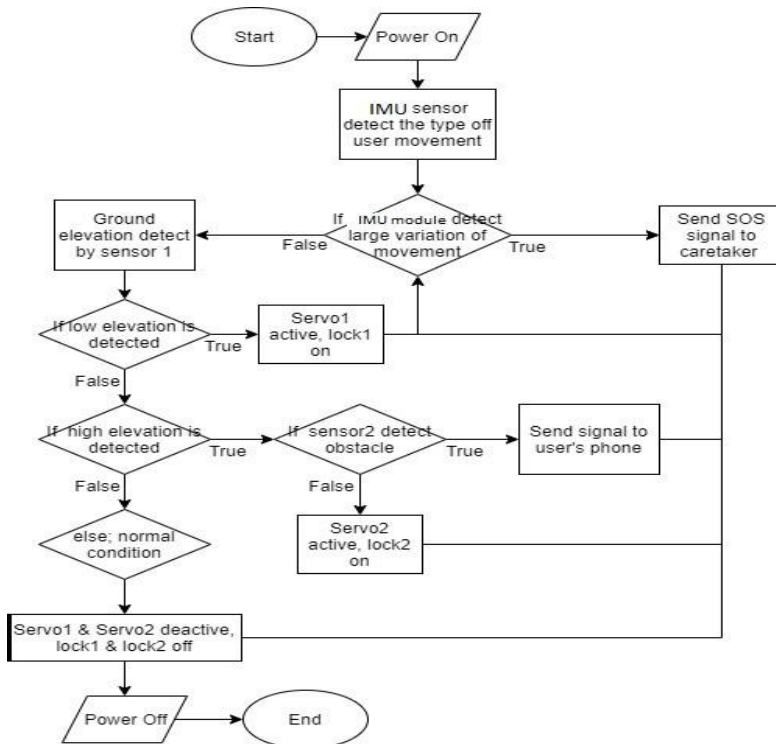 Start
Power On
IMU sensor
detect the type off
user movement
If IMU module detect
large variation of
movement
False
True
Ground
elevation detect
by sensor 1
Send SOS
signal to
caretaker
If low elevation is
detected
True
False
Servo1
active, lock1
on
If high elevation is
detected
True
False
If sensor2 detect
obstacle
True
False
Send signal to
user's phone
else; normal
condition
Servo2
active, lock2
on
Servo1 & Servo2 deactive,
lock1 & lock2 off
Power Off
End